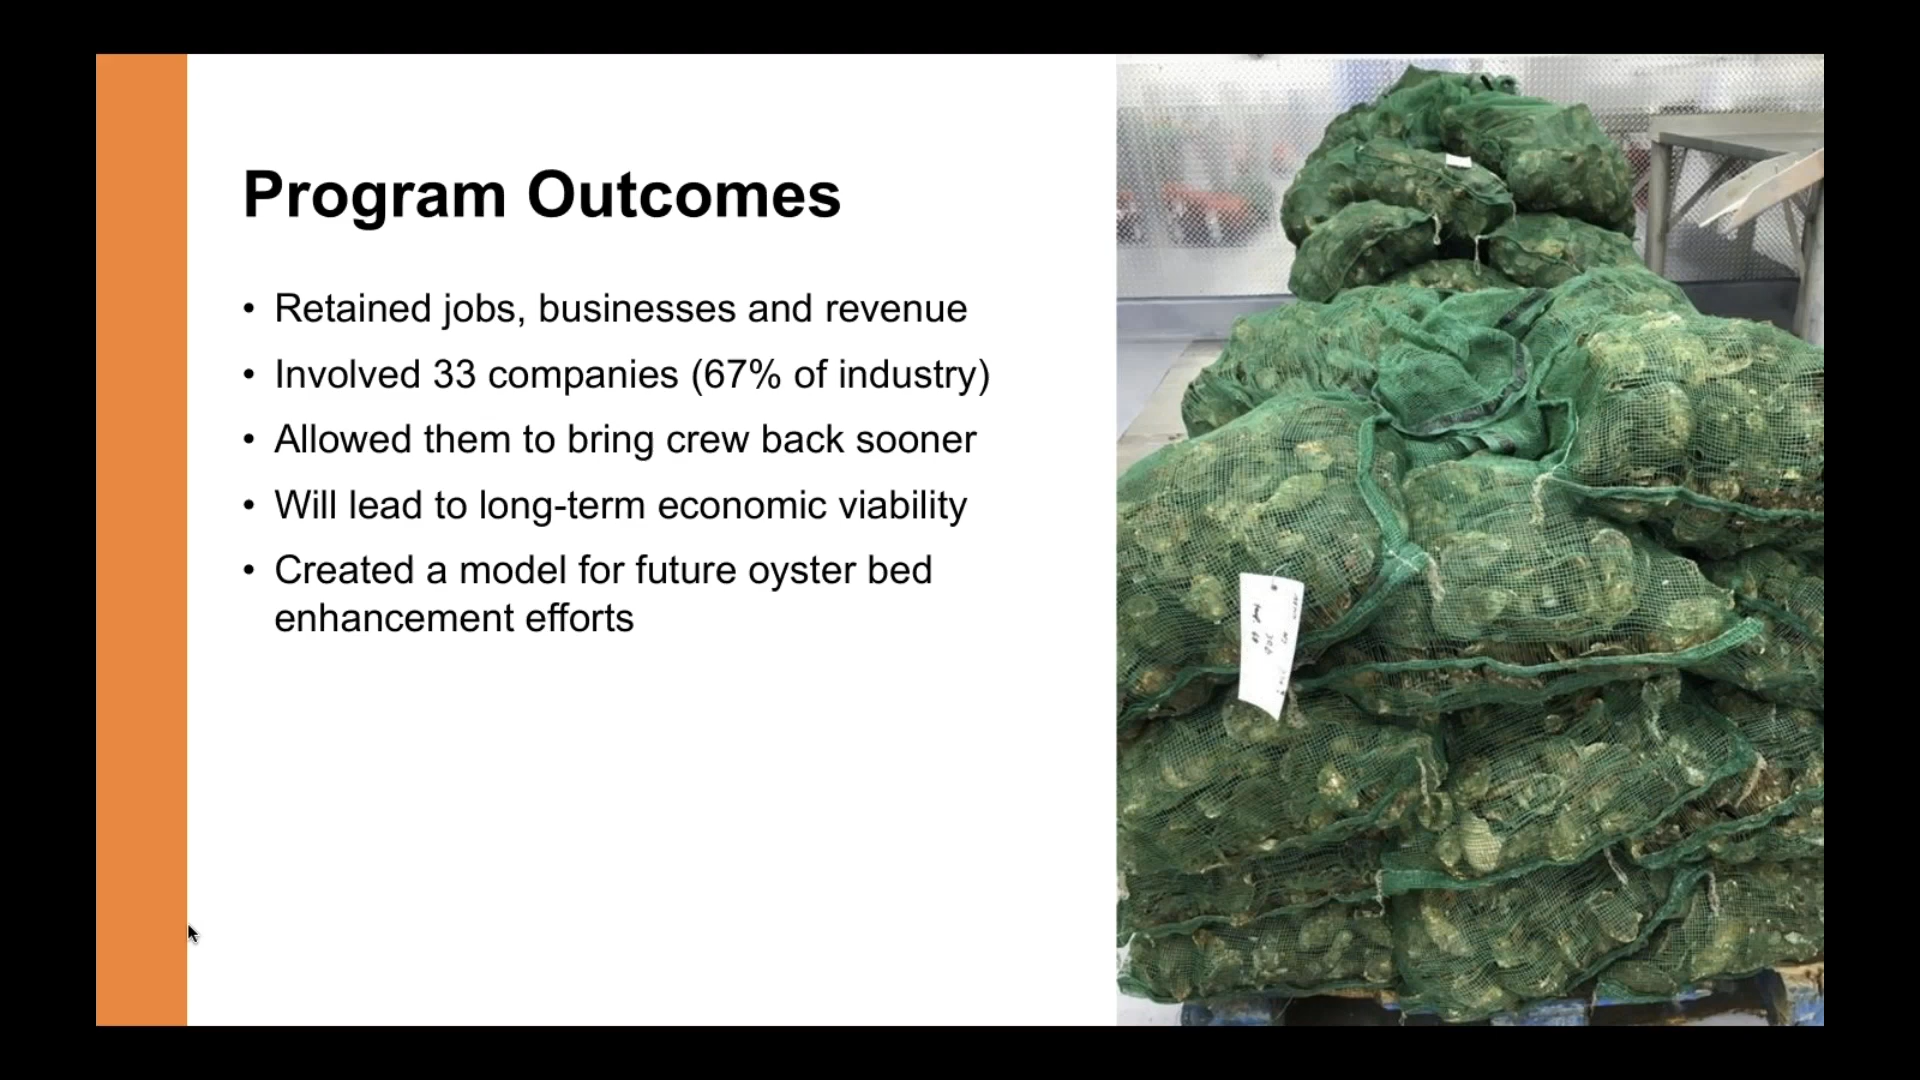 Program Outcomes
• Retained jobs, businesses and revenue
• Involved 33 companies (67% of industry)
• Allowed them to bring crew back sooner
• Will lead to long-term economic viability
• Created a model for future oyster bed
enhancement efforts